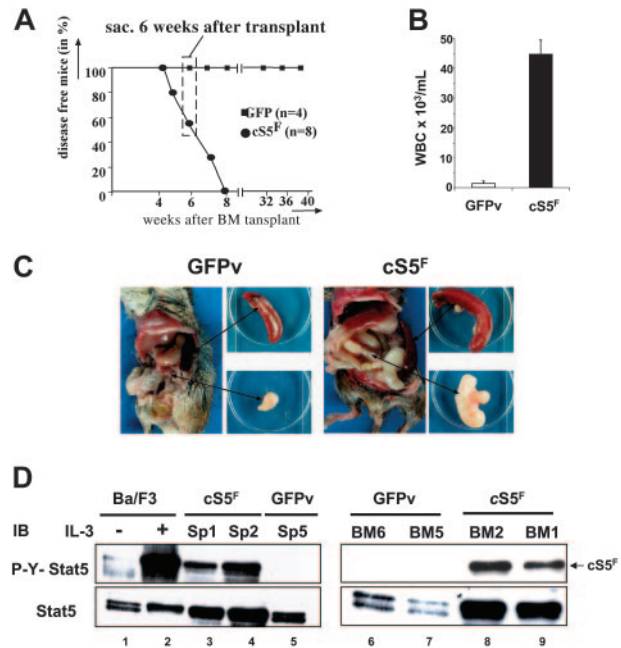 A
sac. 6 weeks after transplant
disease free mice (in %)
100
80
60
40
20
0
GFP (n=4)
cS5F (n=8)
4 6 8 32 36 40
weeks after BM tansplant
B
WBC x 10³/mL
50
40
30
20
10
0
GFPv cS5F
C
GFPv cS5F
D
Ba/F3 cS5F GFPv GFPv cS5F
IB IL-3 - + Sp1 Sp2 Sp5 BM6 BM5 BM2 BM1
P-Y- Stat5 cS5F
Stat5
1 2 3 4 5 6 7 8 9